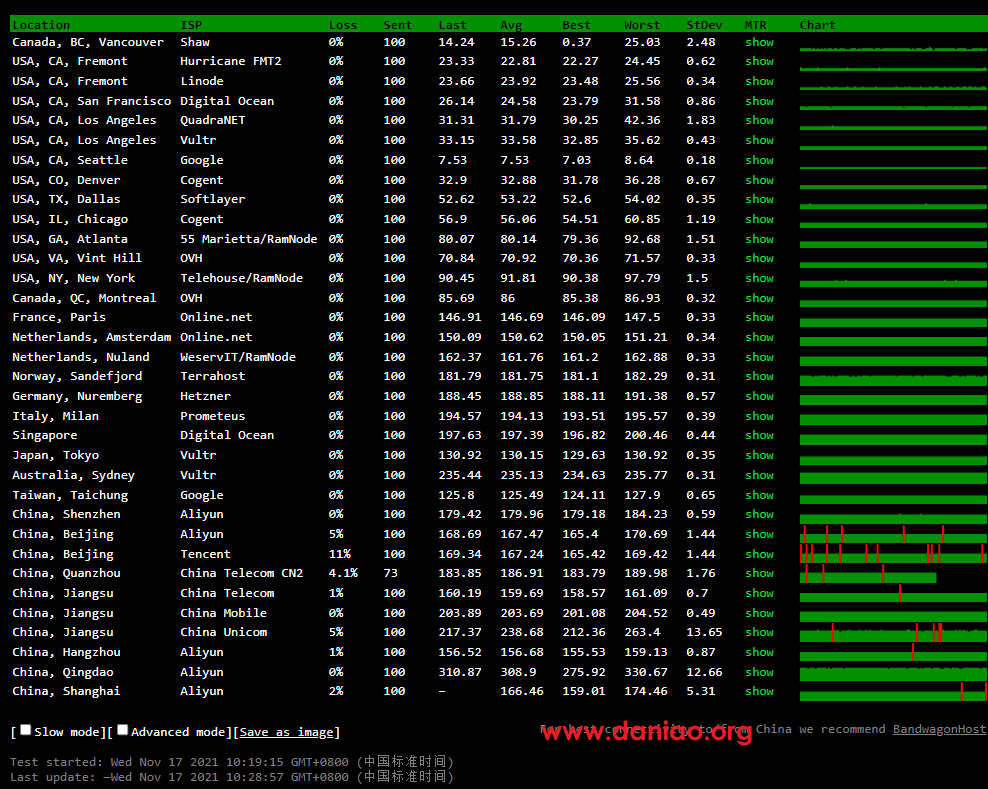 Location ISP Loss Sent Last Avg Best Worst StDev MTR Chart
Canada, BC, Vancouver Shaw 0% 100 14.24 15.26 0.37 25.03 2.48 show
USA, CA, Fremont Hurricane FMT2 0% 100 23.33 22.81 22.27 24.45 0.62 show
USA, CA, Fremont Linode 0% 100 23.66 23.92 23.48 25.56 0.34 show
USA, CA, San Francisco Digital Ocean 0% 100 26.14 24.58 23.79 31.58 0.86 show
USA, CA, Los Angeles QuadraNET 0% 100 31.31 31.79 30.25 42.36 1.83 show
USA, CA, Los Angeles Vultr 0% 100 33.15 33.58 32.85 35.62 0.43 show
USA, CA, Seattle Google 0% 100 7.53 7.53 7.03 8.64 0.18 show
USA, CO, Denver Cogent 0% 100 32.9 32.88 31.78 36.28 0.67 show
USA, TX, Dallas Softlayer 0% 100 52.62 53.22 52.6 54.02 0.35 show
USA, IL, Chicago Cogent 0% 100 56.9 56.06 54.51 60.85 1.19 show
USA, GA, Atlanta 55 Marietta/RamNode 0% 100 80.07 80.14 79.36 92.68 1.51 show
USA, VA, Vint Hill OVH 0% 100 70.84 70.92 70.36 71.57 0.33 show
USA, NY, New York Telehouse/RamNode 0% 100 90.45 91.81 90.38 97.79 1.5 show
Canada, QC, Montreal OVH 0% 100 85.69 86 85.38 86.93 0.32 show
France, Paris Online.net 0% 100 146.91 146.69 146.09 147.5 0.33 show
Netherlands, Amsterdam Online.net 0% 100 150.09 150.62 150.05 151.21 0.34 show
Netherlands, Nuland WeservIT/RamNode 0% 100 162.37 161.76 161.2 162.88 0.33 show
Norway, Sandefjord Terrahost 0% 100 181.79 181.75 181.1 182.29 0.31 show
Germany, Nuremberg Hetzner 0% 100 188.45 188.85 188.11 191.38 0.57 show
Italy, Milan Prometeus 0% 100 194.57 194.13 193.51 195.57 0.39 show
Singapore Digital Ocean 0% 100 197.63 197.39 196.82 200.46 0.44 show
Japan, Tokyo Vultr 0% 100 130.92 130.15 129.63 130.92 0.35 show
Australia, Sydney Vultr 0% 100 235.44 235.13 234.63 235.77 0.31 show
Taiwan, Taichung Google 0% 100 125.8 125.49 124.11 127.9 0.65 show
China, Shenzhen Aliyun 0% 100 179.42 179.96 179.18 184.23 0.59 show
China, Beijing Aliyun 5% 100 168.69 167.47 165.4 170.69 1.44 show
China, Beijing Tencent 11% 100 169.34 167.24 165.42 169.42 1.44 show
China, Quanzhou China Telecom CN2 4.1% 73 183.85 186.91 183.79 189.98 1.76 show
China, Jiangsu China Telecom 1% 100 160.19 159.69 158.57 161.09 0.7 show
China, Jiangsu China Mobile 0% 100 203.89 203.69 201.08 204.52 0.49 show
China, Jiangsu China Unicom 5% 100 217.37 238.68 212.36 263.4 13.65 show
China, Hangzhou Aliyun 1% 100 156.52 156.68 155.53 159.13 0.87 show
China, Qingdao Aliyun 0% 100 310.87 308.9 275.92 330.67 12.66 show
China, Shanghai Aliyun 2% 100 – 166.46 159.01 174.46 5.31 show
[ Slow mode][ Advanced mode][Save as image]
For best connectivity to/from China we recommend BandwagonHost
www.daniao.org
Test started: Wed Nov 17 2021 10:19:15 GMT+0800 (中国标准时间)
Last update: —Wed Nov 17 2021 10:28:57 GMT+0800 (中国标准时间)